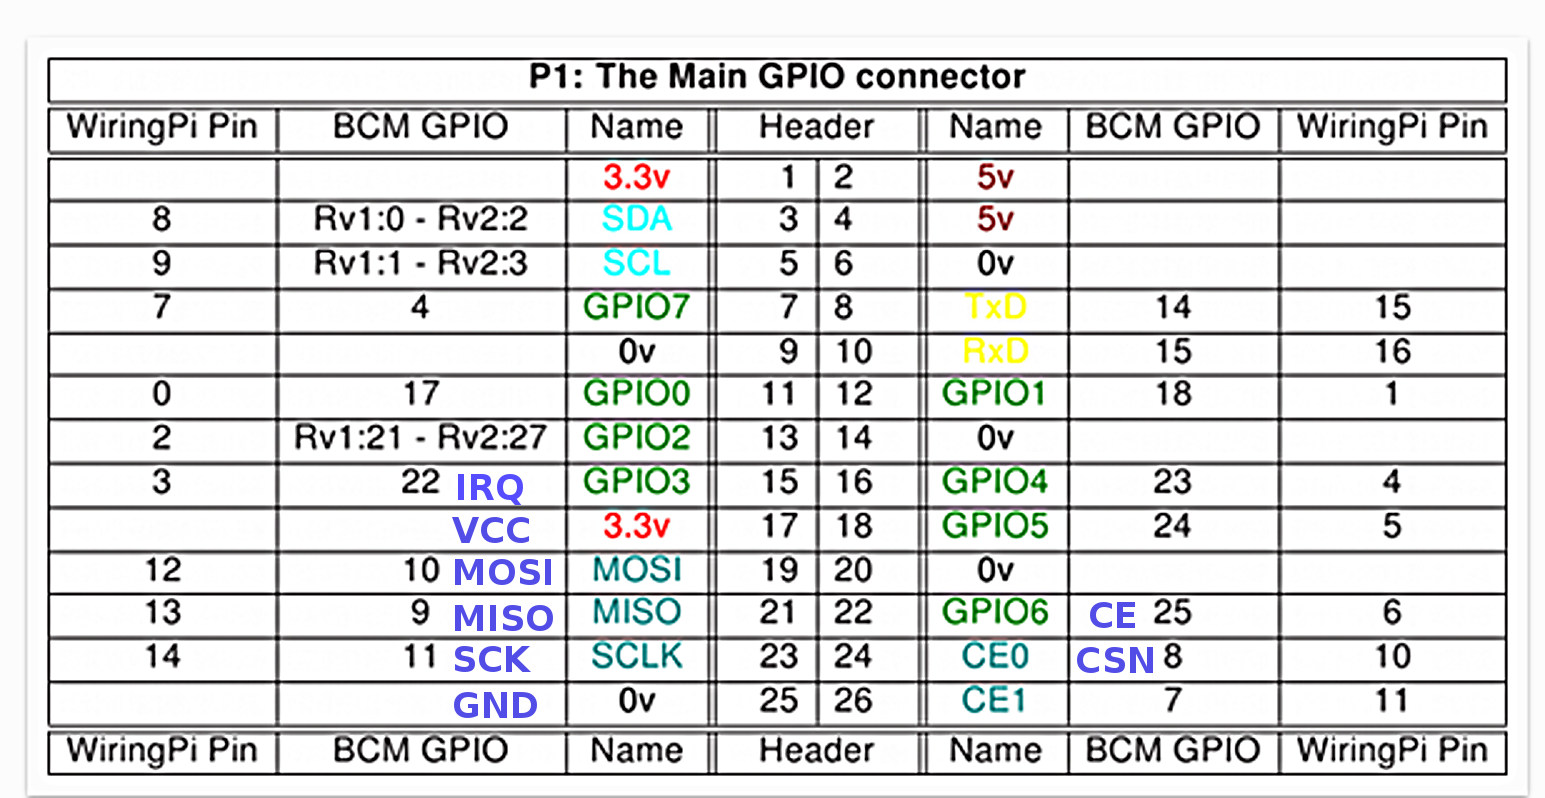 P1: The Main GPIO connector
WiringPi Pin BCM GPIO Name Header Name BCM GPIO WiringPi Pin
3.3v 1 2 5v
8 Rv1:0 - Rv2:2 SDA 3 4 5v
9 Rv1:1 - Rv2:3 SCL 5 6 0v
7 4 GPIO7 7 8 TxD 14 15
0v 9 10 RxD 15 16
0 17 GPIO0 11 12 GPIO1 18 1
2 Rv1:21 - Rv2:27 GPIO2 13 14 0v
3 22 IRQ GPIO3 15 16 GPIO4 23 4
VCC 3.3v 17 18 GPIO5 24 5
12 10 MOSI MOSI 19 20 0v
13 9 MISO MISO 21 22 GPIO6 CE 25 6
14 11 SCK SCLK 23 24 CE0 CSN 8 10
GND 0v 25 26 CE1 7 11
WiringPi Pin BCM GPIO Name Header Name BCM GPIO WiringPi Pin